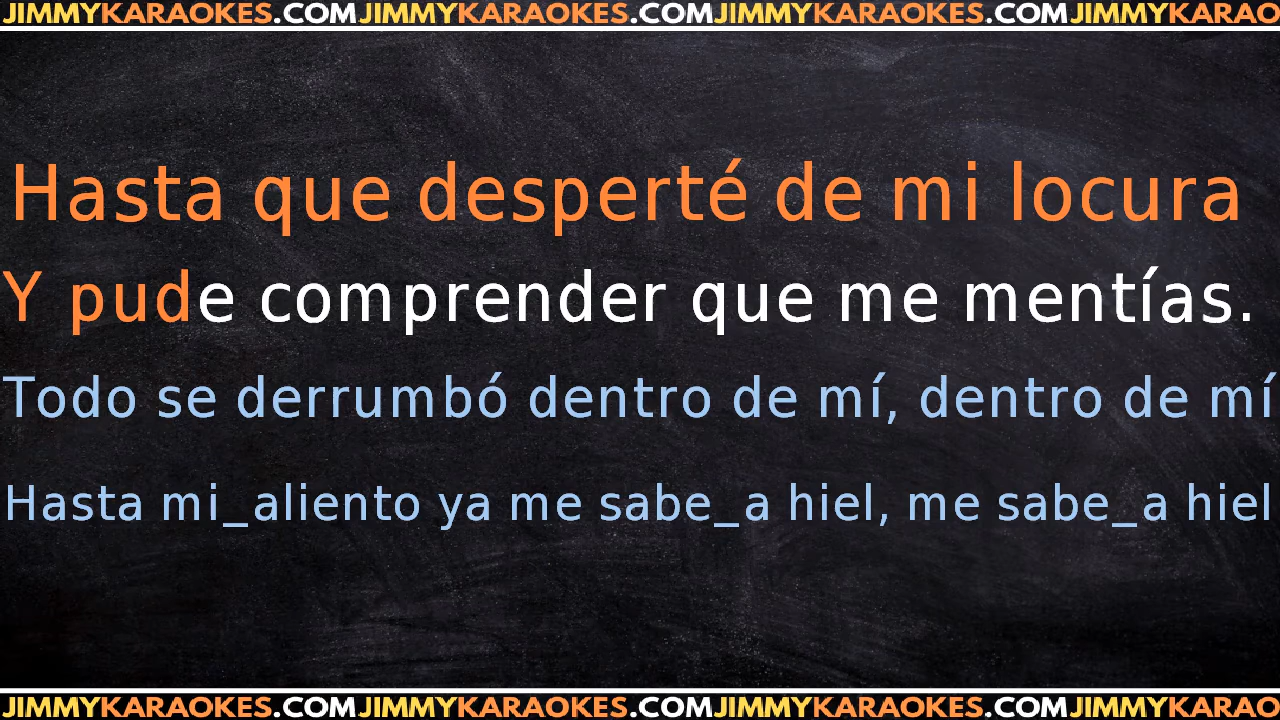 JIMMYKARAOKES.COMJIMMYKARAOKES.COMJIMMYKARAOKES.COMJIMMYKARAO
Hasta que desperté de mi locura
Y pude comprender que me mentías.
Todo se derrumbó dentro de mí, dentro de mí
Hasta mi_aliento ya me sabe_a hiel, me sabe_a hiel
JIMMYKARAOKES.COMJIMMYKARAOKES.COMJIMMYKARAOKES.COMJIMMYKARAO